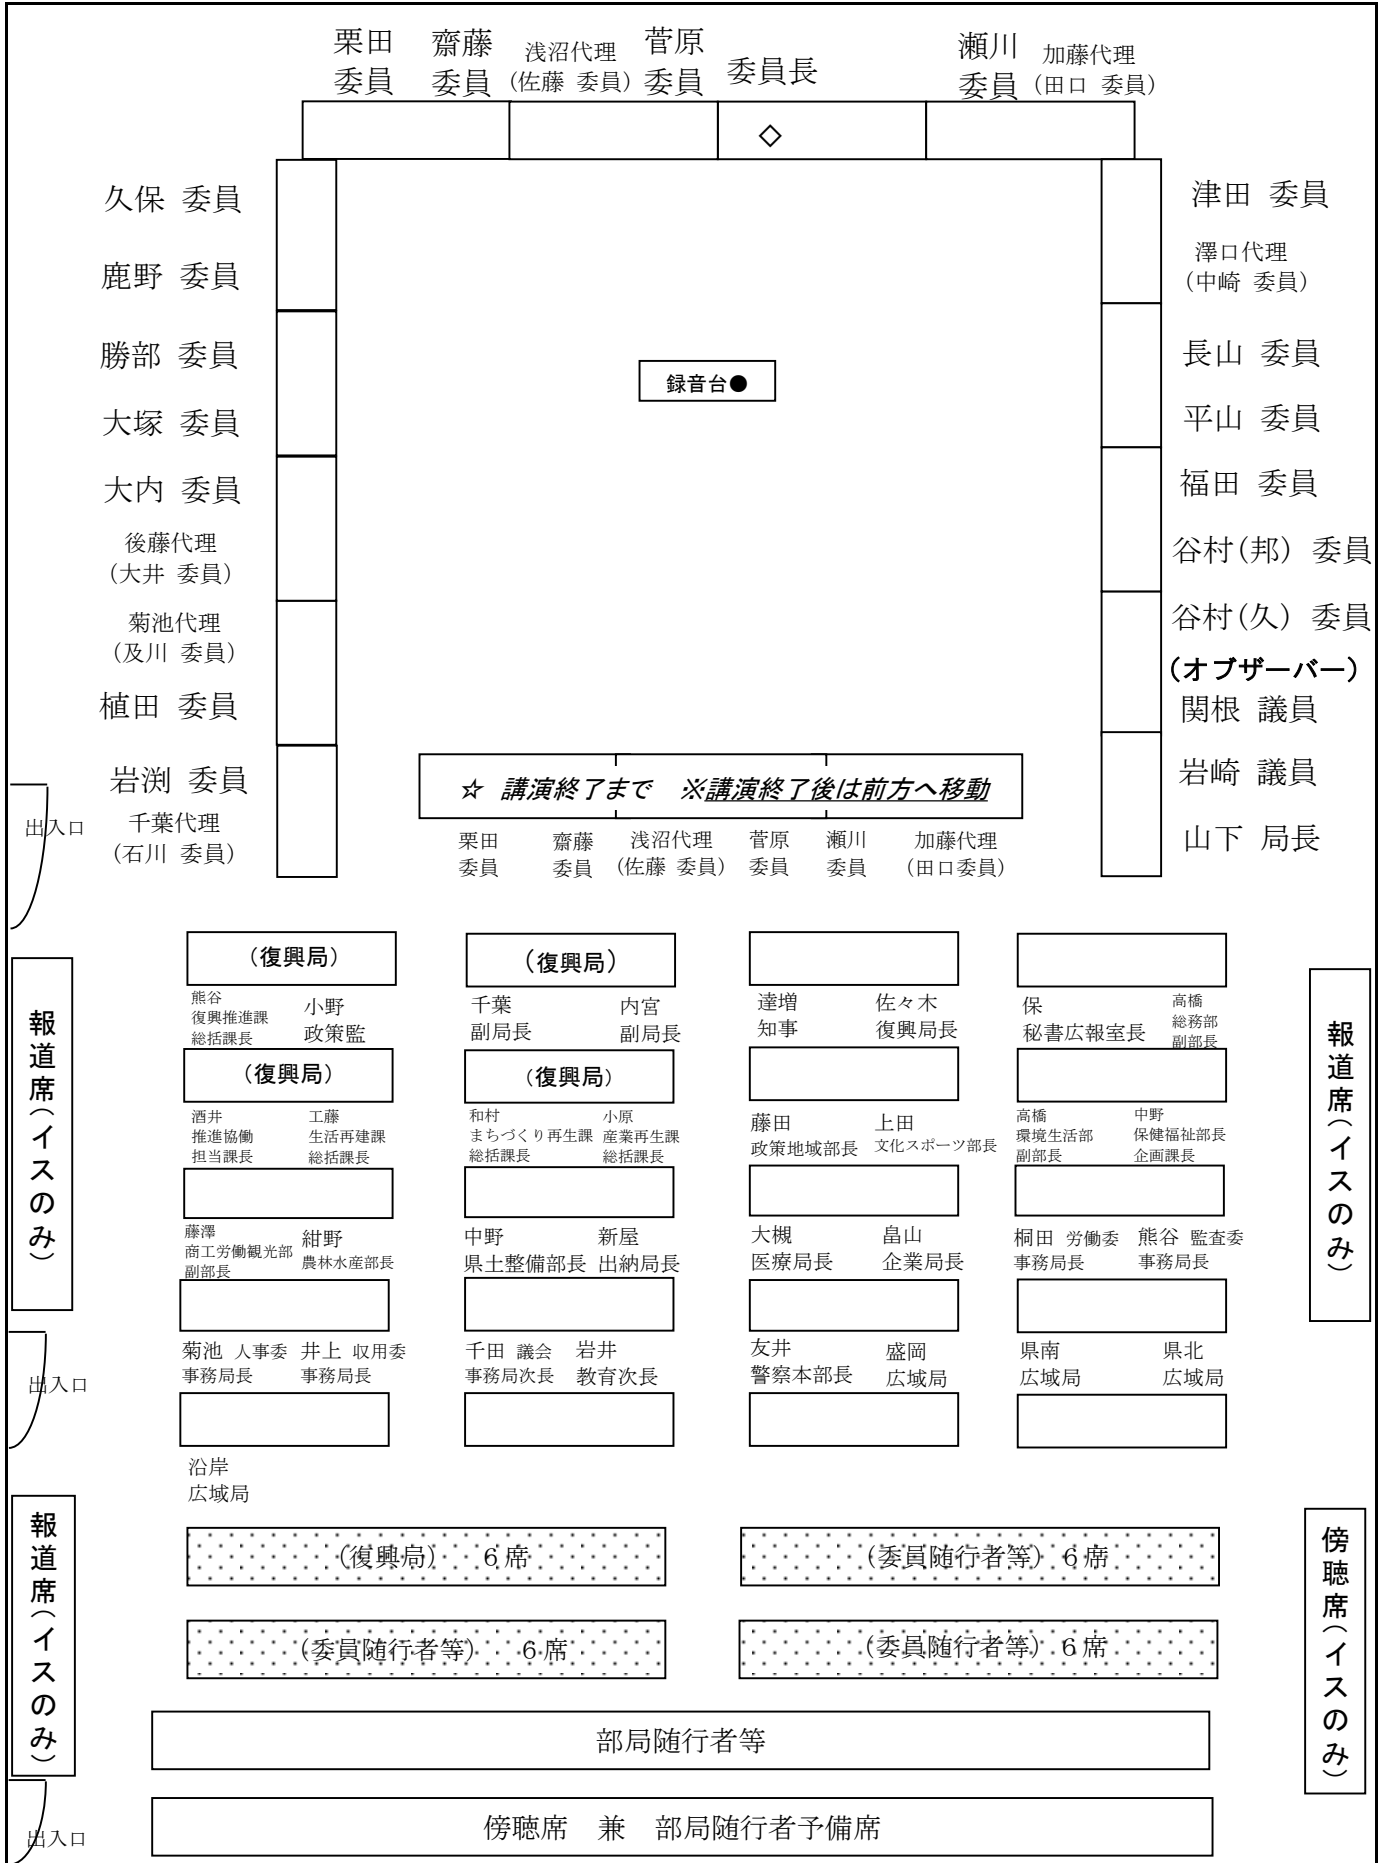 栗田
委員
齋藤
委員
浅沼代理
(佐藤 委員)
菅原
委員
委員長
瀬川
委員
加藤代理
(田口 委員)
◇
久保 委員
鹿野 委員
勝部 委員
大塚 委員
大内 委員
後藤代理
(大井 委員)
菊池代理
(及川 委員)
植田 委員
岩渕 委員
千葉代理
(石川 委員)
録音台●
津田 委員
澤口代理
(中崎 委員)
長山 委員
平山 委員
福田 委員
谷村(邦) 委員
谷村(久) 委員
(オブザーバー)
関根 議員
岩崎 議員
山下 局長
☆ 講演終了まで ※講演終了後は前方へ移動
栗田
委員
齋藤
委員
浅沼代理
(佐藤 委員)
菅原
委員
瀬川
委員
加藤代理
(田口委員)
出入口
報道席(イスのみ)
出入口
報道席(イスのみ)
出入口
(復興局)
(復興局)
熊谷
復興推進課
総括課長
小野
政策監
千葉
副局長
内宮
副局長
達増
知事
佐々木
復興局長
保
秘書広報室長
高橋
総務部
副部長
(復興局)
(復興局)
酒井
推進協働
担当課長
工藤
生活再建課
総括課長
和村
まちづくり再生課
総括課長
小原
産業再生課
総括課長
藤田
政策地域部長
上田
文化スポーツ部長
高橋
環境生活部
副部長
中野
保健福祉部長
企画課長
藤澤
商工労働観光部
副部長
紺野
農林水産部長
中野
県土整備部長
新屋
出納局長
大槻
医療局長
畠山
企業局長
桐田 労働委
事務局長
熊谷 監査委
事務局長
菊池 人事委
事務局長
井上 収用委
事務局長
千田 議会
事務局次長
岩井
教育次長
友井
警察本部長
盛岡
広域局
県南
広域局
県北
広域局
沿岸
広域局
報道席(イスのみ)
傍聴席(イスのみ)
(復興局) 6席
(委員随行者等) 6席
(委員随行者等) 6席
(委員随行者等) 6席
部局随行者等
傍聴席 兼 部局随行者予備席